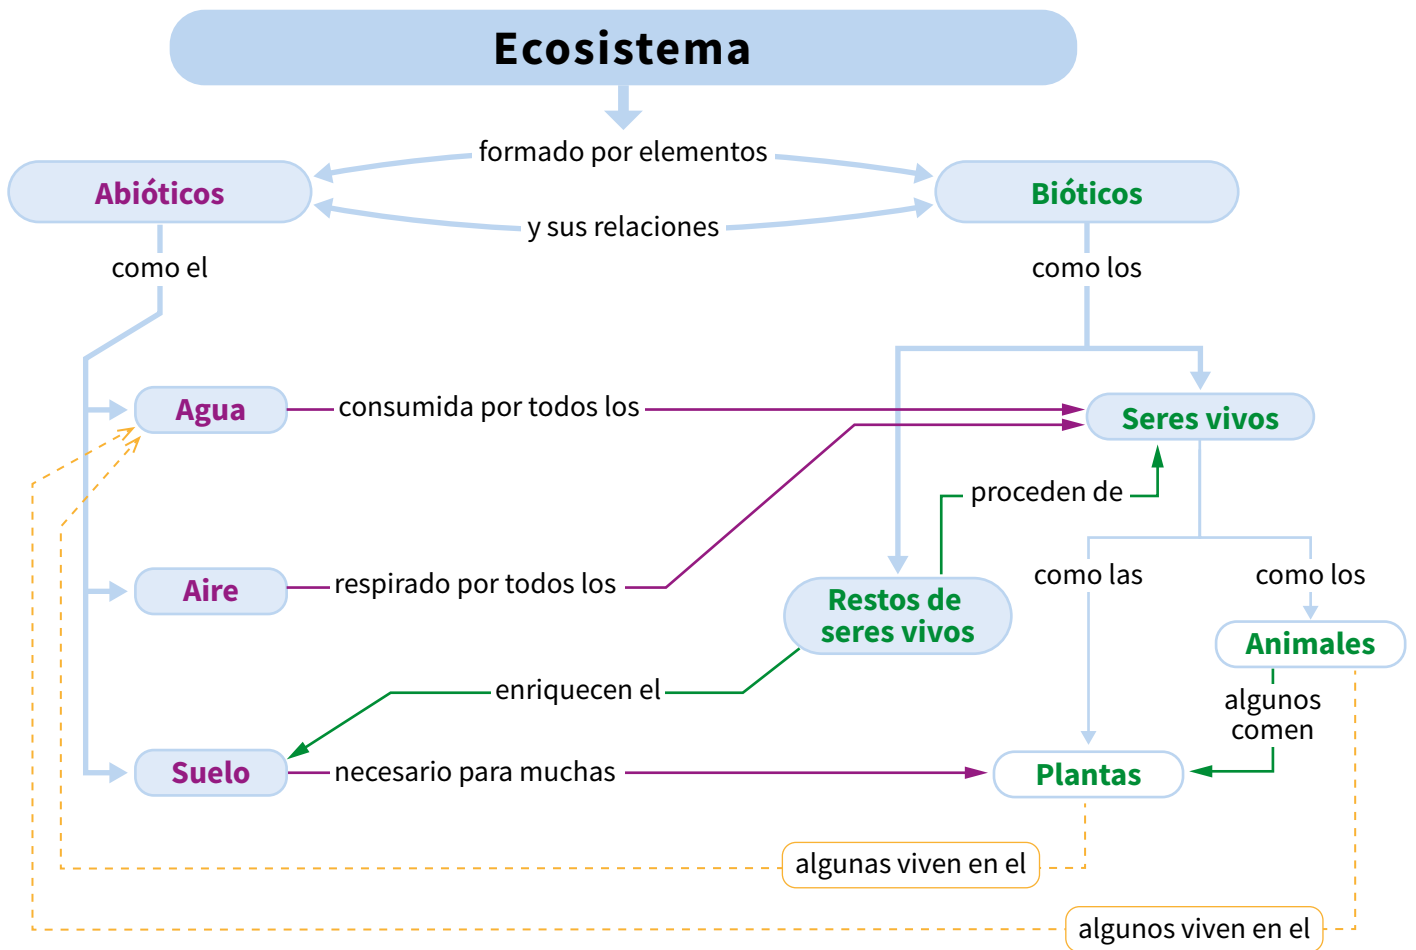 Ecosistema
formado por elementos
Abióticos
Bióticos
y sus relaciones
como el
como los
Agua
consumida por todos los
Seres vivos
proceden de
Aire
respirado por todos los
como las
como los
Restos de
seres vivos
Animales
enriquecen el
algunos
comen
Suelo
necesario para muchas
Plantas
algunas viven en el
algunos viven en el